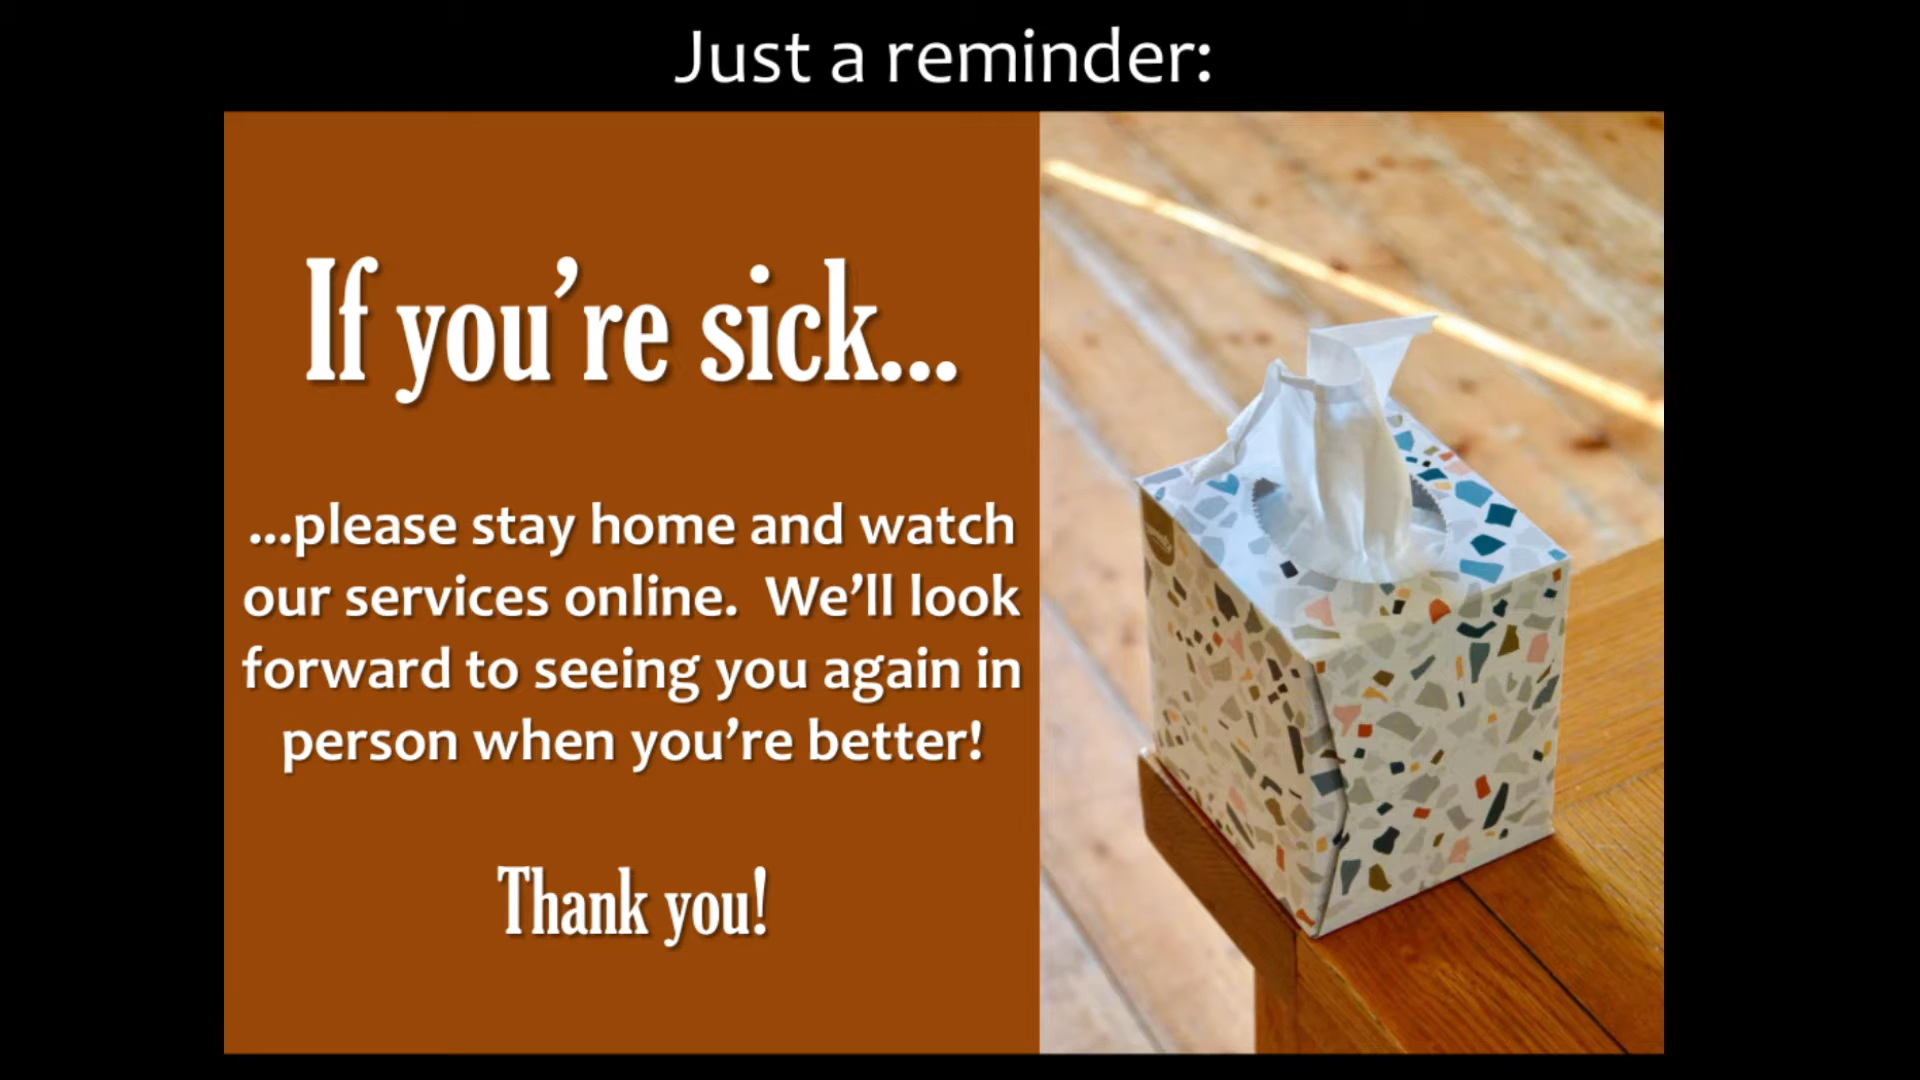 Just a reminder:
If you're sick...
...please stay home and watch
our services online.  We'll look
forward to seeing you again in
person when you're better!
Thank you!